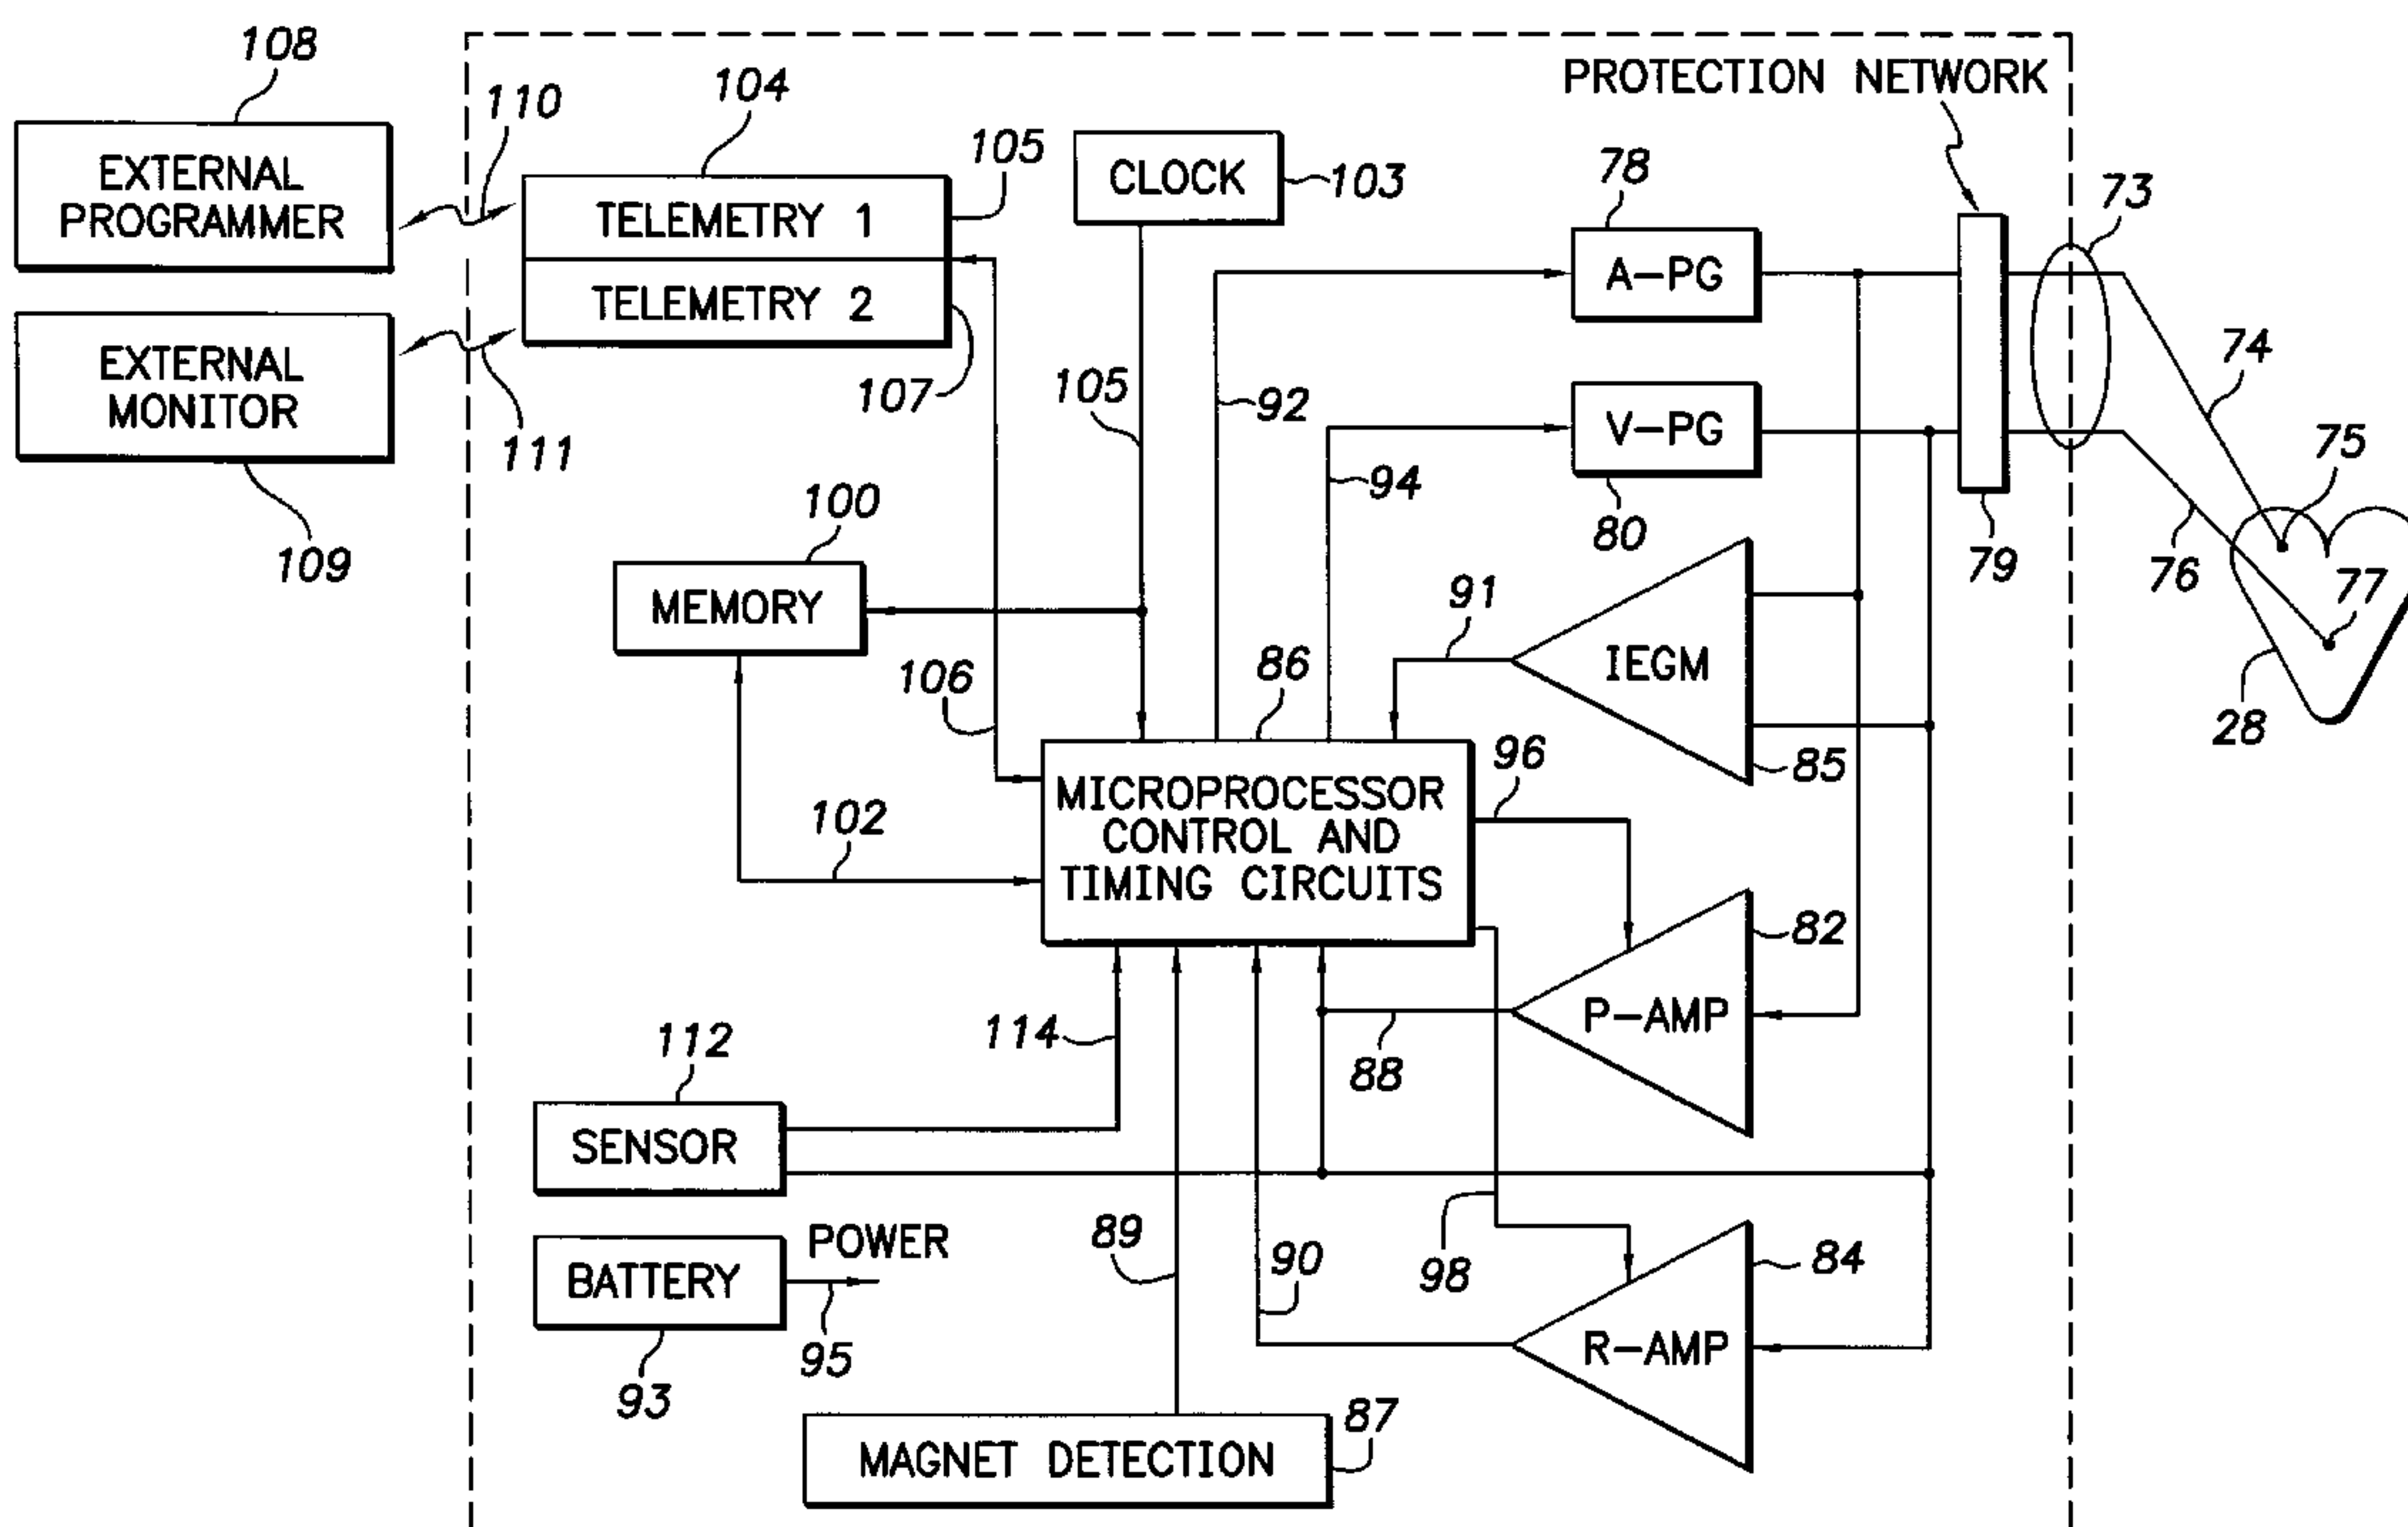 108
110
104
105
CLOCK
103
PROTECTION NETWORK
78
73
EXTERNAL
PROGRAMMER
TELEMETRY 1
TELEMETRY 2
107
A-PG
EXTERNAL
MONITOR
111
109
105
92
V-PG
94
80
79
74
75
76
77
28
100
MEMORY
106
86
91
IEGM
85
102
MICROPROCESSOR
CONTROL AND
TIMING CIRCUITS
96
82
P-AMP
88
114
112
SENSOR
POWER
BATTERY
95
93
89
90
98
84
R-AMP
87
MAGNET DETECTION